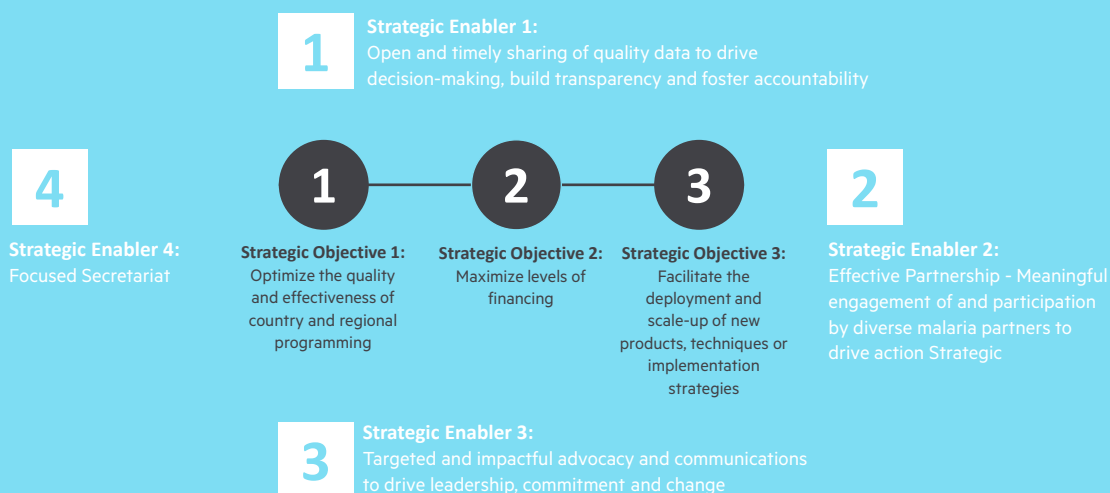 1
Strategic Enabler 1:
Open and timely sharing of quality data to drive
decision-making, build transparency and foster accountability
4
Strategic Enabler 4:
Focused Secretariat
1
Strategic Objective 1:
Optimize the quality
and effectiveness of
country and regional
programming
2
Strategic Objective 2:
Maximize levels of
financing
3
Strategic Objective 3:
Facilitate the
deployment and
scale-up of new
products, techniques or
implementation
strategies
2
Strategic Enabler 2:
Effective Partnership - Meaningful
engagement of and participation
by diverse malaria partners to
drive action Strategic
3
Strategic Enabler 3:
Targeted and impactful advocacy and communications
to drive leadership, commitment and change